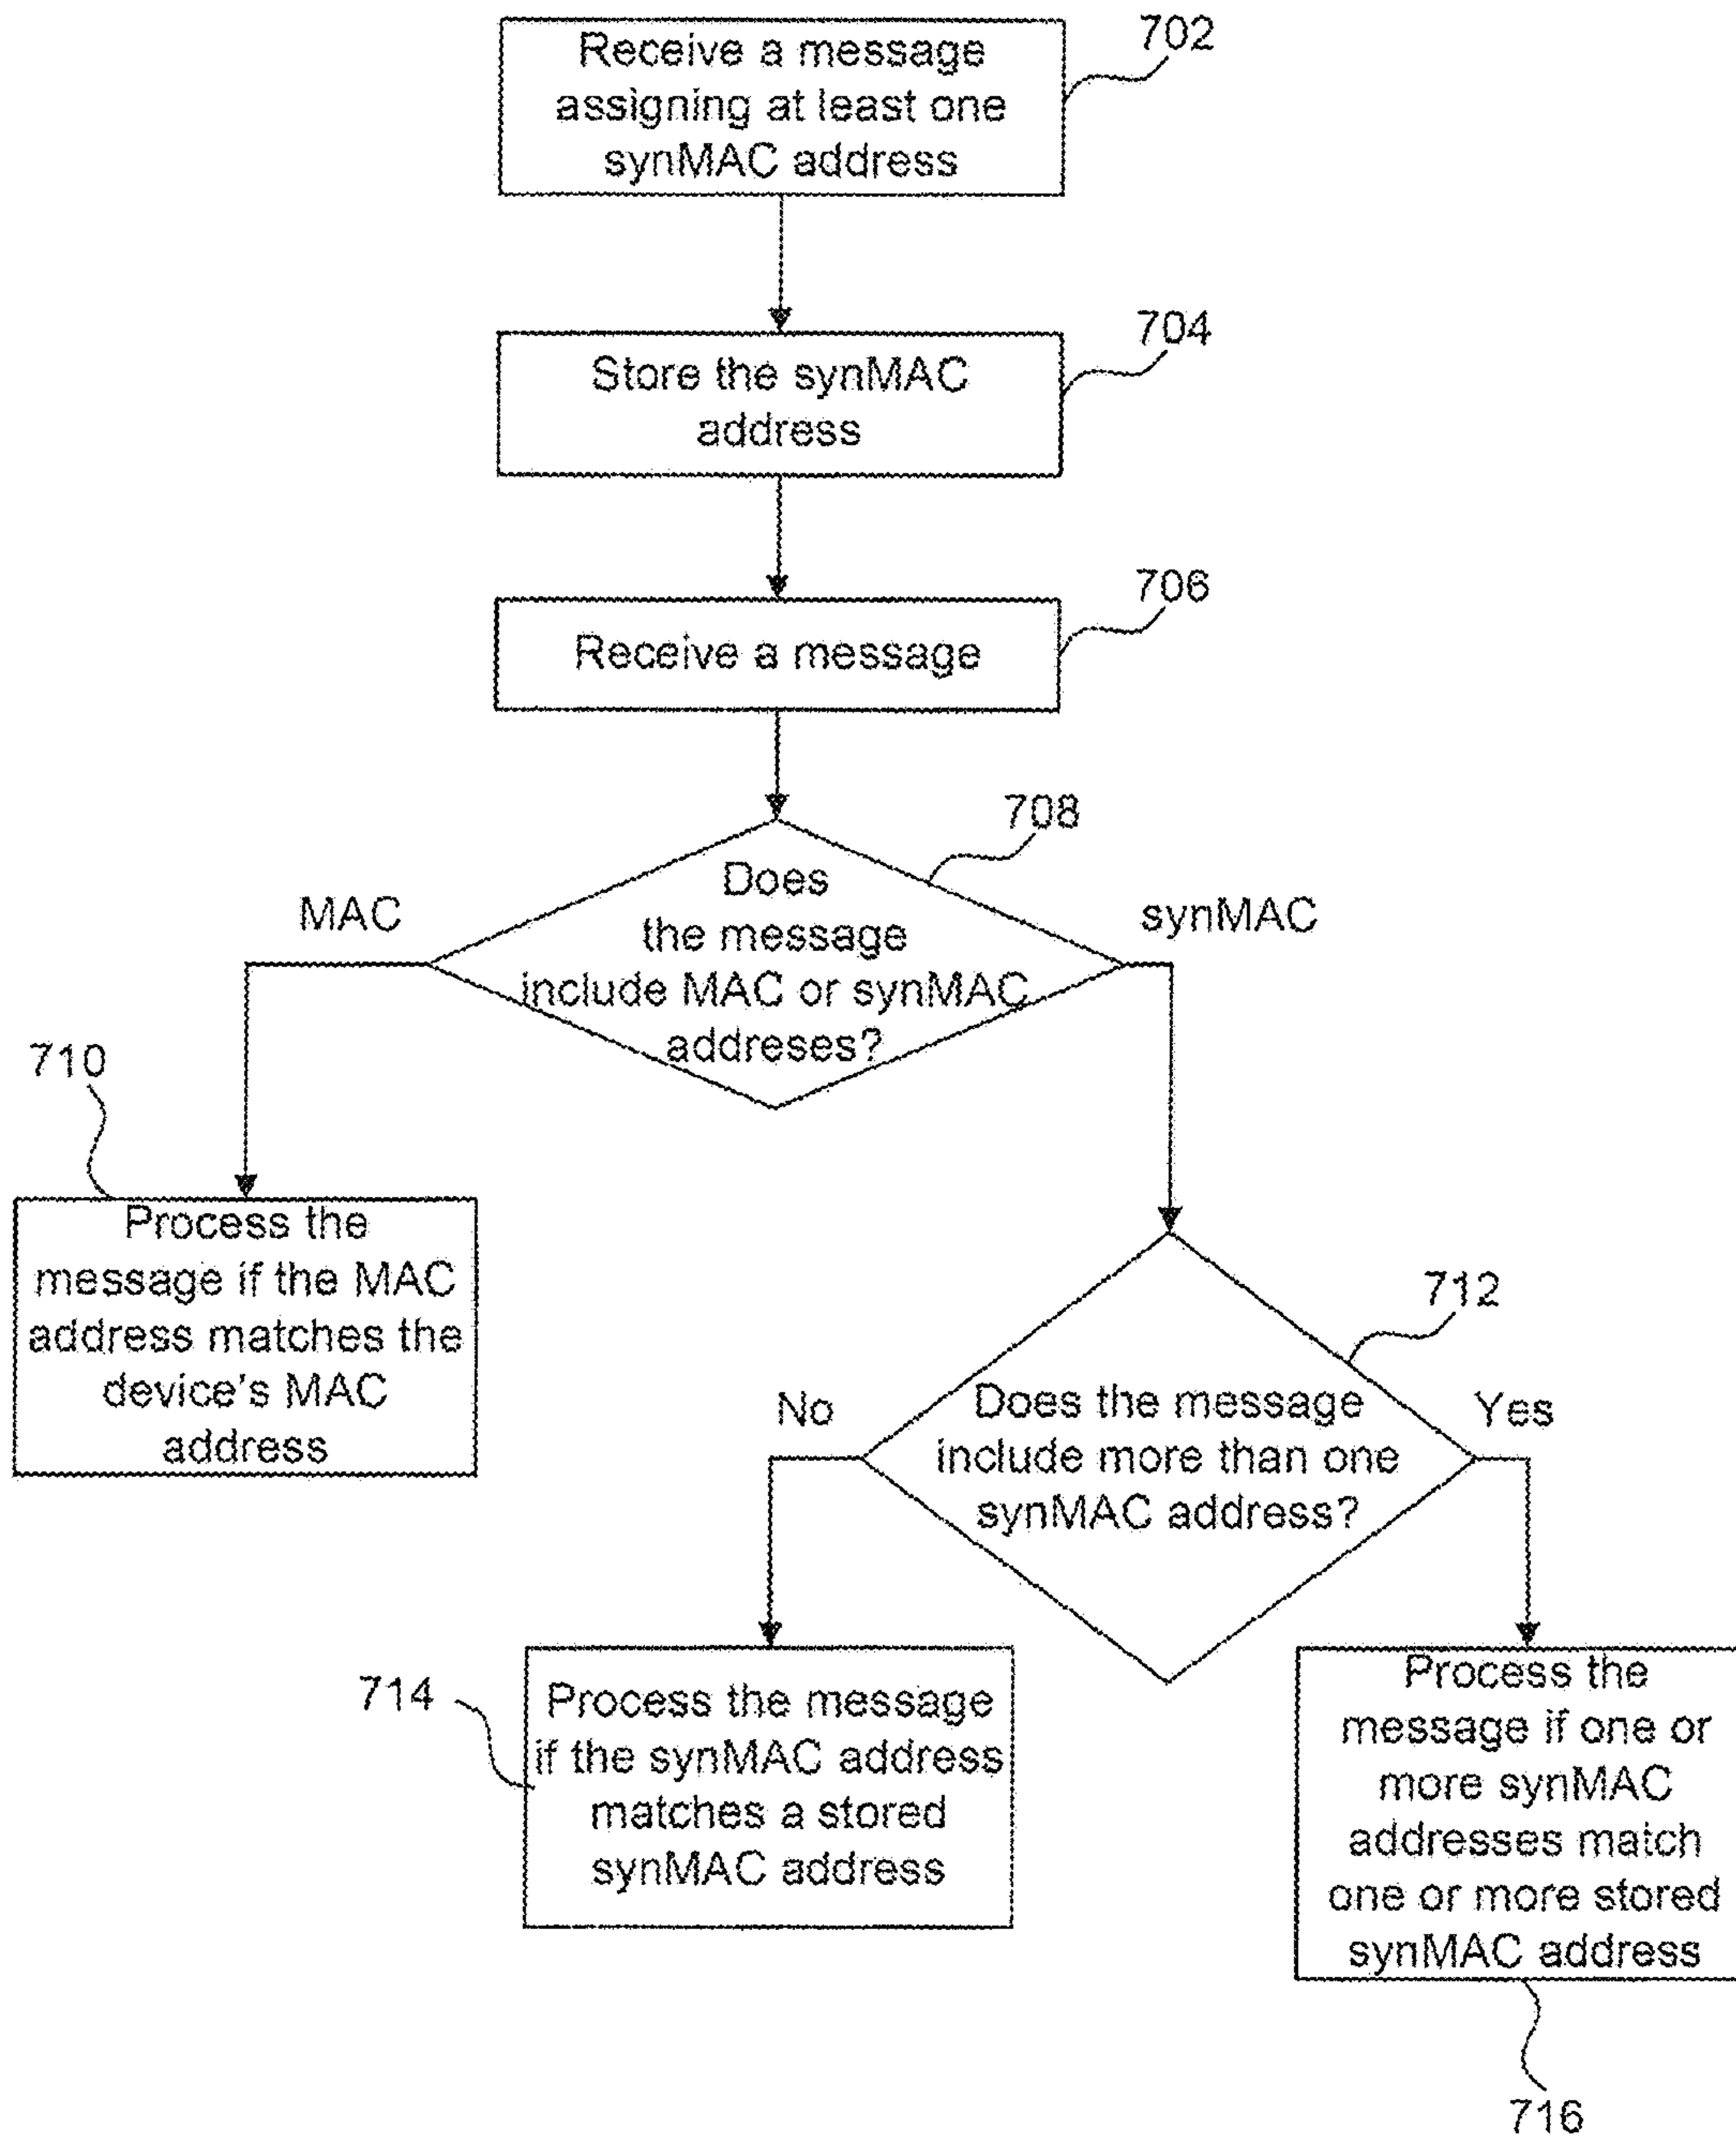 702
Receive a message
assigning at least one
synMAC address
704
Store the synMAC
address
706
Receive a message
708
Does
the message
include MAC or synMAC
addreses?
MAC
synMAC
710
Process the
message if the MAC
address matches the
device's MAC
address
712
Does the message
include more than one
synMAC address?
No
Yes
714
Process the message
if the synMAC address
matches a stored
synMAC address
Process the
message if one or
more synMAC
addresses match
one or more stored
synMAC address
716